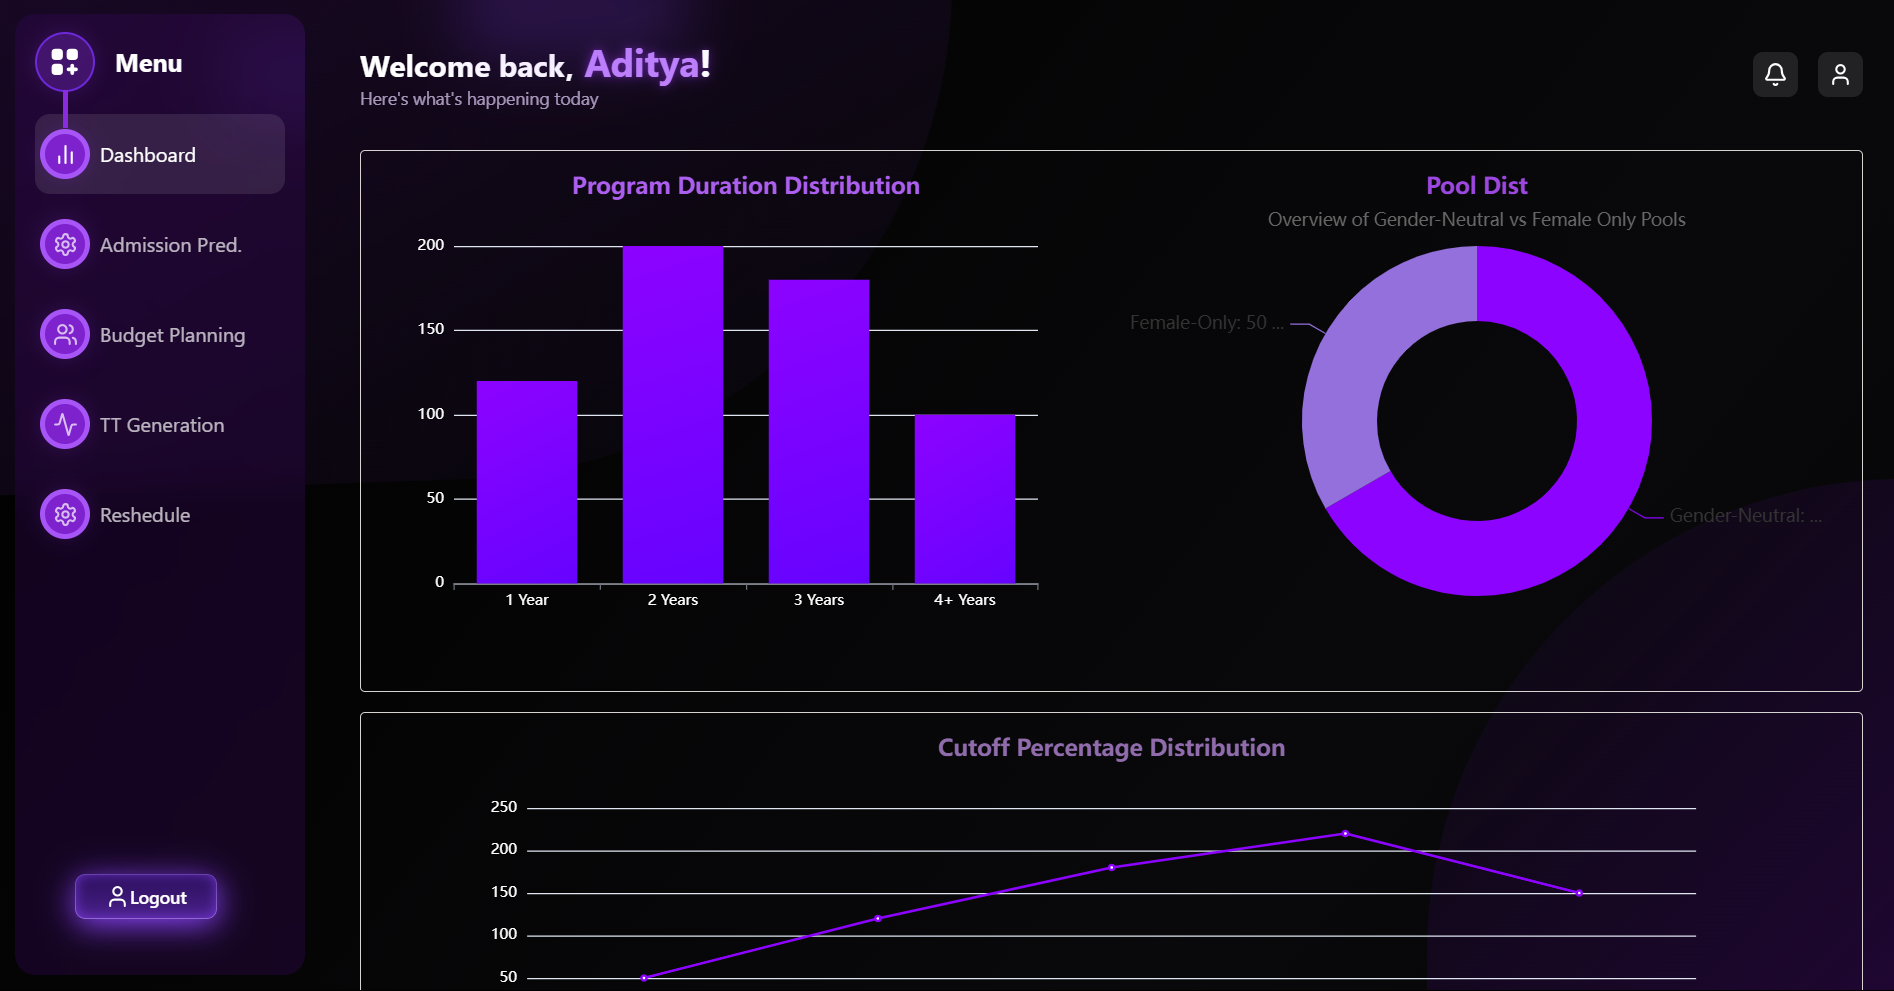 Menu
Dashboard
Admission Pred.
Budget Planning
TT Generation
Reshedule
Logout
Welcome back, Aditya!
Here's what's happening today
Program Duration Distribution
200
150
100
50
0
1 Year
2 Years
3 Years
4+ Years
Pool Dist
Overview of Gender-Neutral vs Female Only Pools
Female-Only: 50 ...
Gender-Neutral: ...
Cutoff Percentage Distribution
250
200
150
100
50